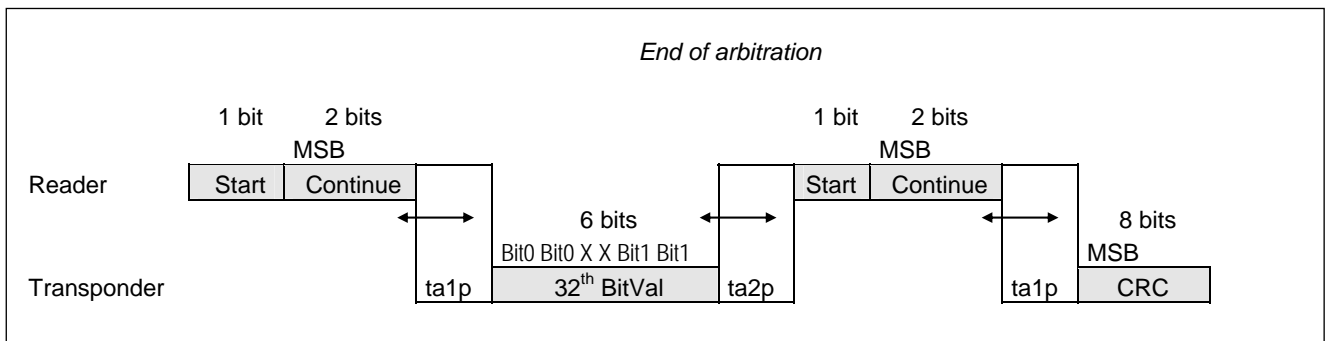 End of arbitration
1 bit 2 bits 1 bit 2 bits
MSB MSB
Reader Start Continue Start Continue
6 bits 8 bits
Bit0 Bit0 X X Bit1 Bit1 MSB
Transponder ta1p 32th BitVal ta2p ta1p CRC